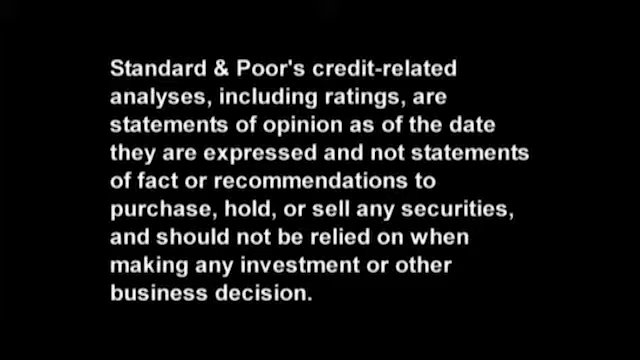 Standard & Poor's credit-related
analyses, including ratings, are
statements of opinion as of the date
they are expressed and not statements
of fact or recommendations to
purchase, hold, or sell any securities,
and should not be relied on when
making any investment or other
business decision.